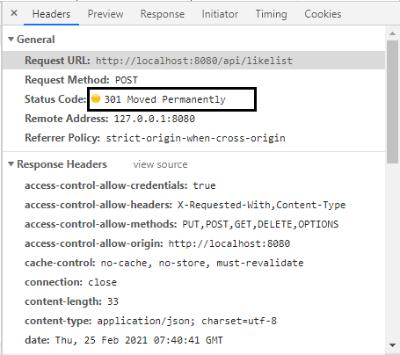 Headers Preview Response Initiator Timing Cookies
General
Request URL: http://localhost:8080/api/likelist
Request Method: POST
Status Code: 301 Moved Permanently
Remote Address: 127.0.0.1:8080
Referrer Policy: strict-origin-when-cross-origin
Response Headers view source
access-control-allow-credentials: true
access-control-allow-headers: X-Requested-With,Content-Type
access-control-allow-methods: PUT,POST,GET,DELETE,OPTIONS
access-control-allow-origin: http://localhost:8080
cache-control: no-cache, no-store, must-revalidate
connection: close
content-length: 33
content-type: application/json; charset=utf-8
date: Thu, 25 Feb 2021 07:40:41 GMT